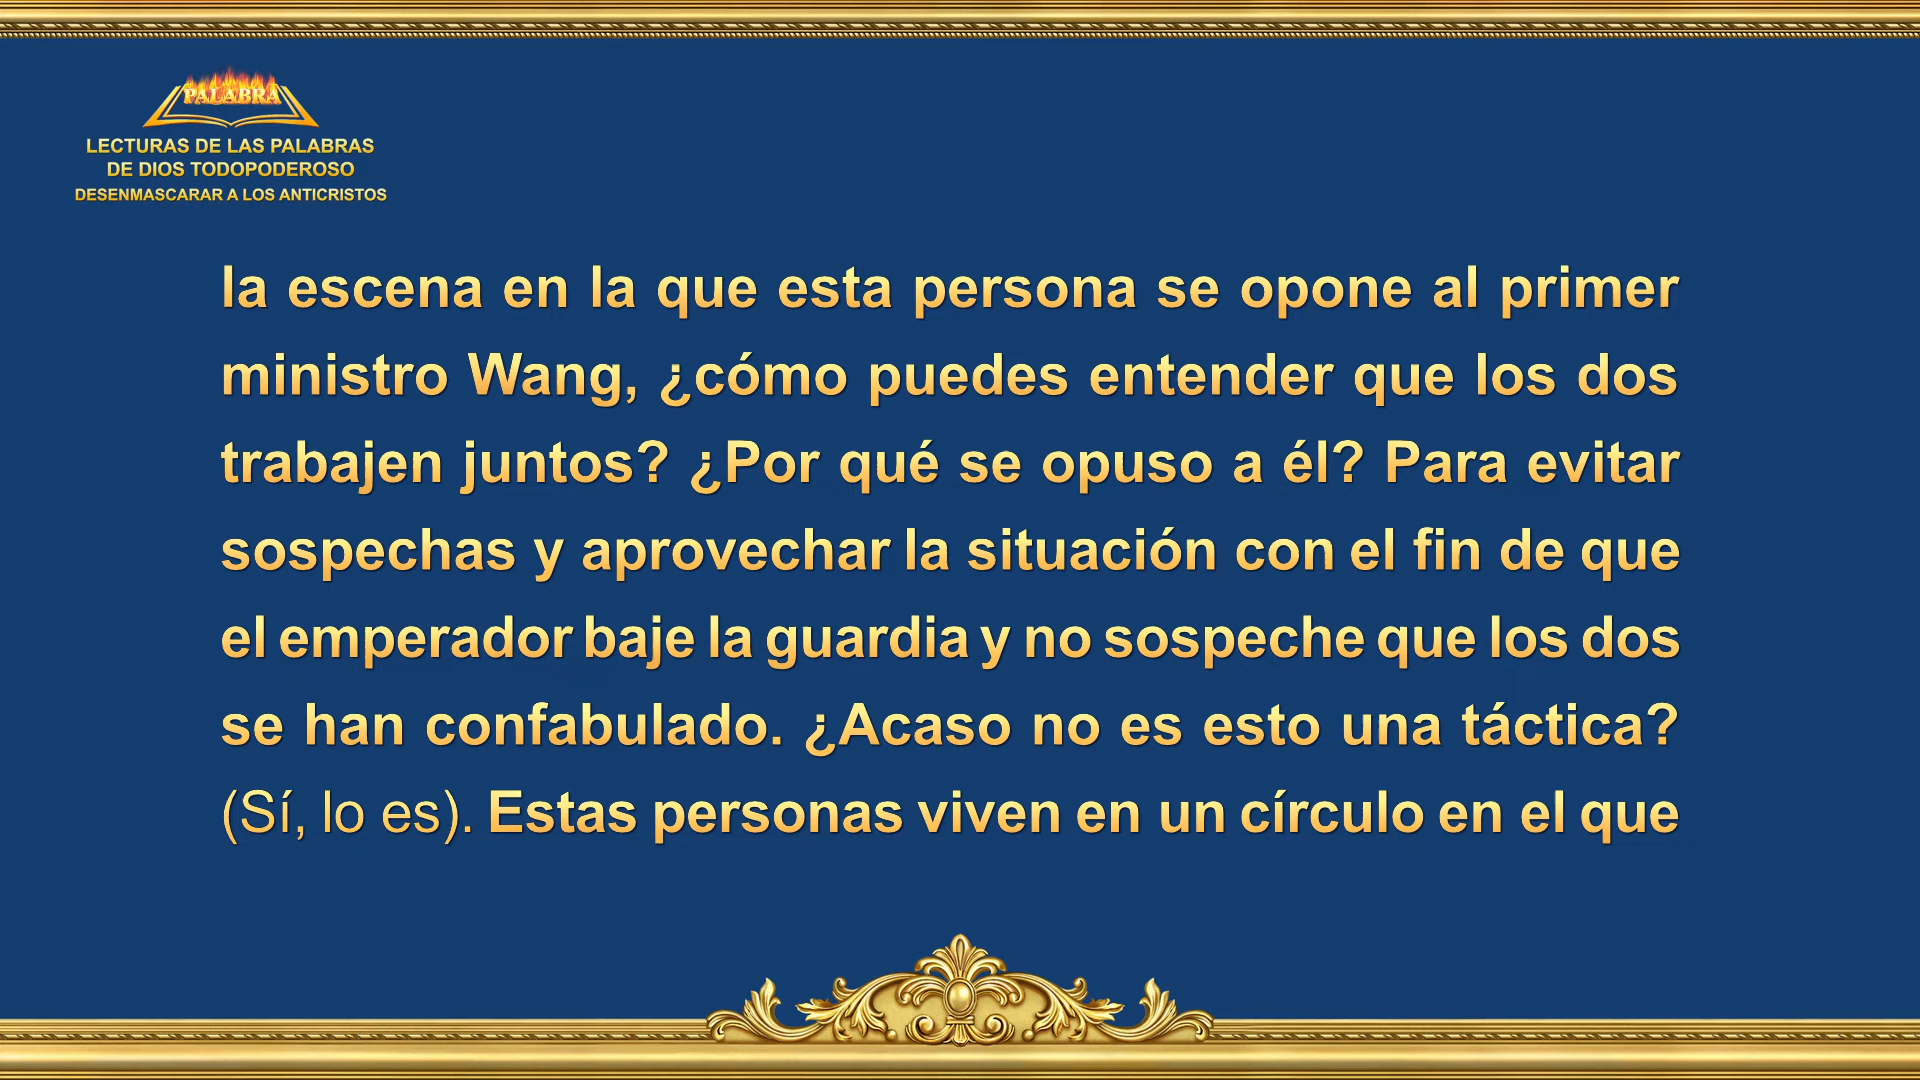 PALABRA
LECTURAS DE LAS PALABRAS
DE DIOS TODOPODEROSO
DESENMASCARAR A LOS ANTICRISTOS
la escena en la que esta persona se opone al primer
ministro Wang, ¿cómo puedes entender que los dos
trabajen juntos? ¿Por qué se opuso a él? Para evitar
sospechas y aprovechar la situación con el fin de que
el emperador baje la guardia y no sospeche que los dos
se han confabulado. ¿Acaso no es esto una táctica?
(Sí, lo es). Estas personas viven en un círculo en el que